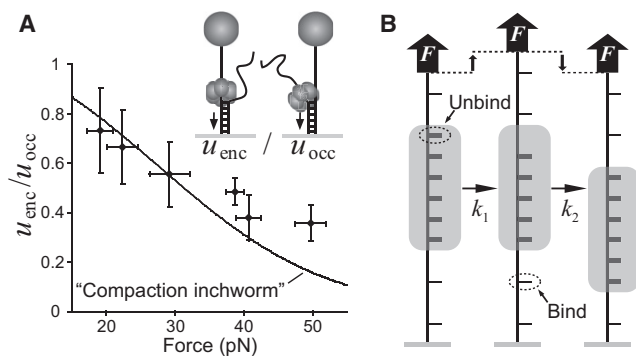 A
u_enc / u_occ
1
0.8
0.6
0.4
0.2
0
20
30
40
50
Force (pN)
u_enc / u_occ
"Compaction inchworm"
B
F
F
F
Unbind
k_1
k_2
Bind